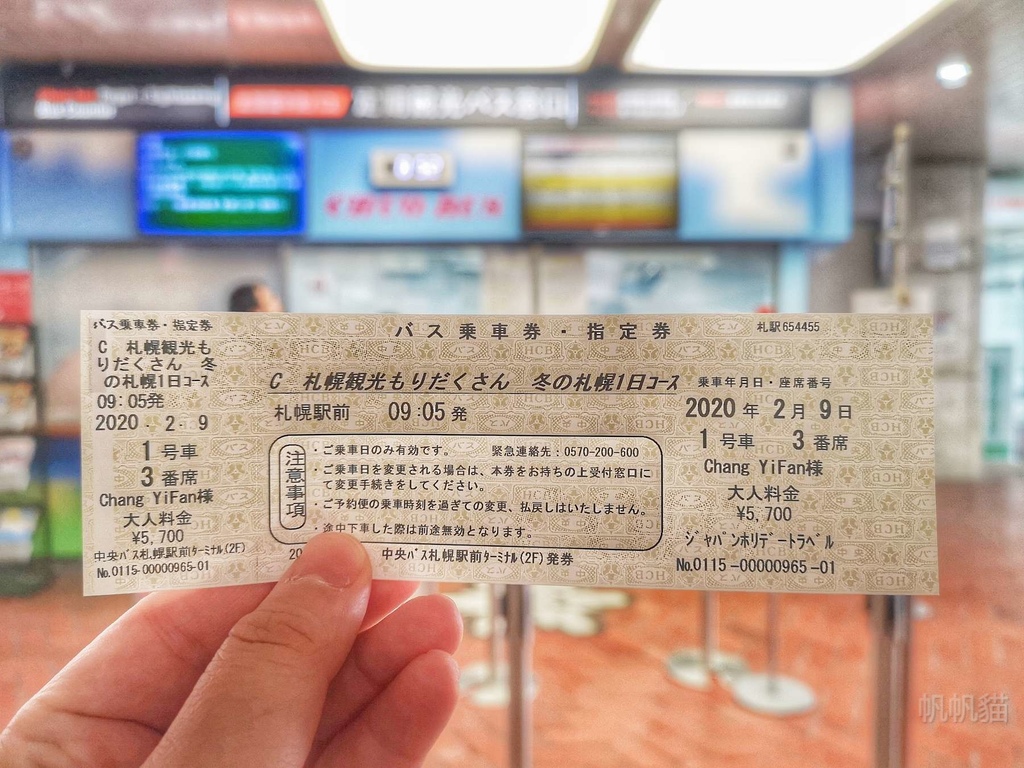 バス乗車券・指定券
C 札幌観光も
りだくさん 冬
の札幌1日コース
09:05発
2020. 2. 9
1号車
3番席
Chang YiFan様
大人料金
¥5,700
中央バス札幌駅前ターミナル(2F)
No.0115-00000965-01
バス乗車券・指定券
札駅654455
C 札幌観光もりだくさん 冬の札幌1日コース
札幌駅前 09:05発
注意事項
・ご乗車日のみ有効です。 緊急連絡先:0570-200-600
・ご乗車日を変更される場合は、本券をお持ちの上受付窓口に
て変更手続きをしてください。
・ご予約便の乗車時刻を過ぎての変更、払戻しはいたしません。
・途中下車した際は前途無効となります。
20
中央バス札幌駅前ターミナル(2F)発券
乗車年月日・座席番号
2020年 2月 9日
1号車 3番席
Chang YiFan様
大人料金
¥5,700
ジャパンホリデートラベル
No.0115-00000965-01
帆帆貓